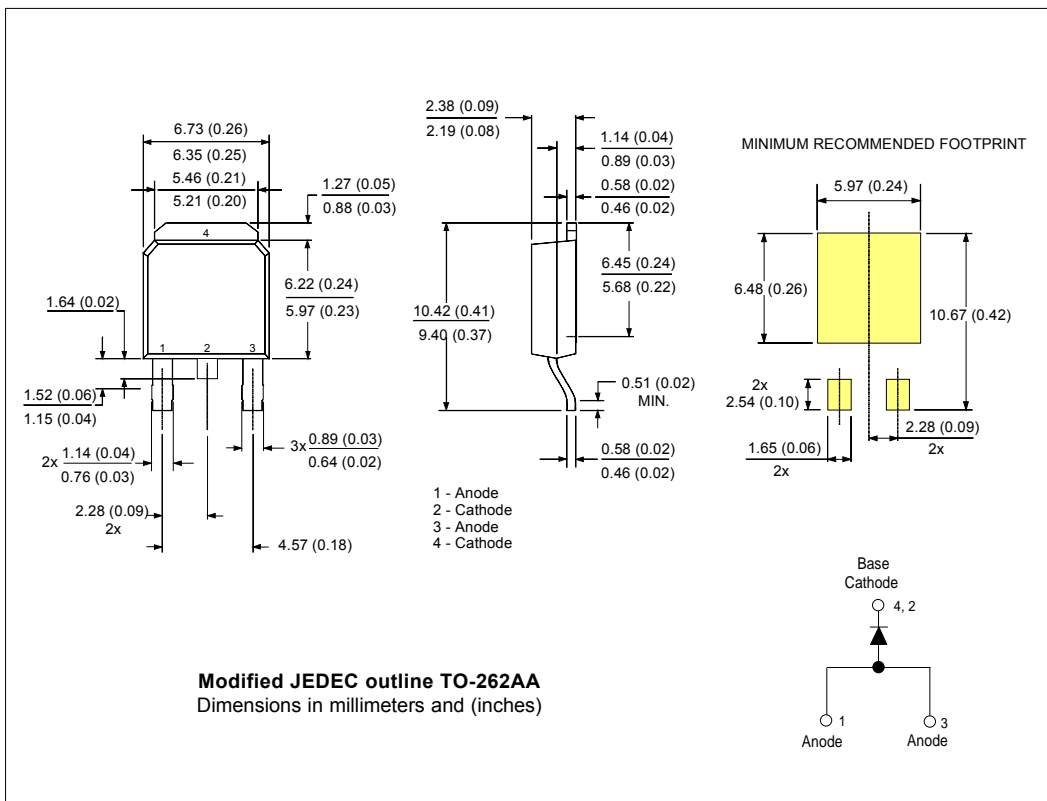 6.73 (0.26)
6.35 (0.25)
5.46 (0.21)
5.21 (0.20)
1.27 (0.05)
0.88 (0.03)
4
6.22 (0.24)
5.97 (0.23)
1.64 (0.02)
1
2
3
1.52 (0.06)
1.15 (0.04)
2x 1.14 (0.04)
0.76 (0.03)
3x 0.89 (0.03)
0.64 (0.02)
2.28 (0.09)
2x
4.57 (0.18)
2.38 (0.09)
2.19 (0.08)
1.14 (0.04)
0.89 (0.03)
0.58 (0.02)
0.46 (0.02)
6.45 (0.24)
5.68 (0.22)
10.42 (0.41)
9.40 (0.37)
0.51 (0.02)
MIN.
0.58 (0.02)
0.46 (0.02)
1 - Anode
2 - Cathode
3 - Anode
4 - Cathode
MINIMUM RECOMMENDED FOOTPRINT
5.97 (0.24)
6.48 (0.26)
10.67 (0.42)
2x
2.54 (0.10)
2.28 (0.09)
2x
1.65 (0.06)
2x
Base
Cathode
4, 2
1
Anode
3
Anode
Modified JEDEC outline TO-262AA
Dimensions in millimeters and (inches)